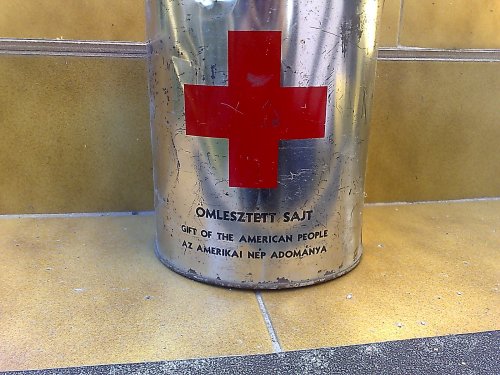 OMLESZTETT SAJT
GIFT OF THE AMERICAN PEOPLE
AZ AMERIKAI NÉP ADOMÁNYA